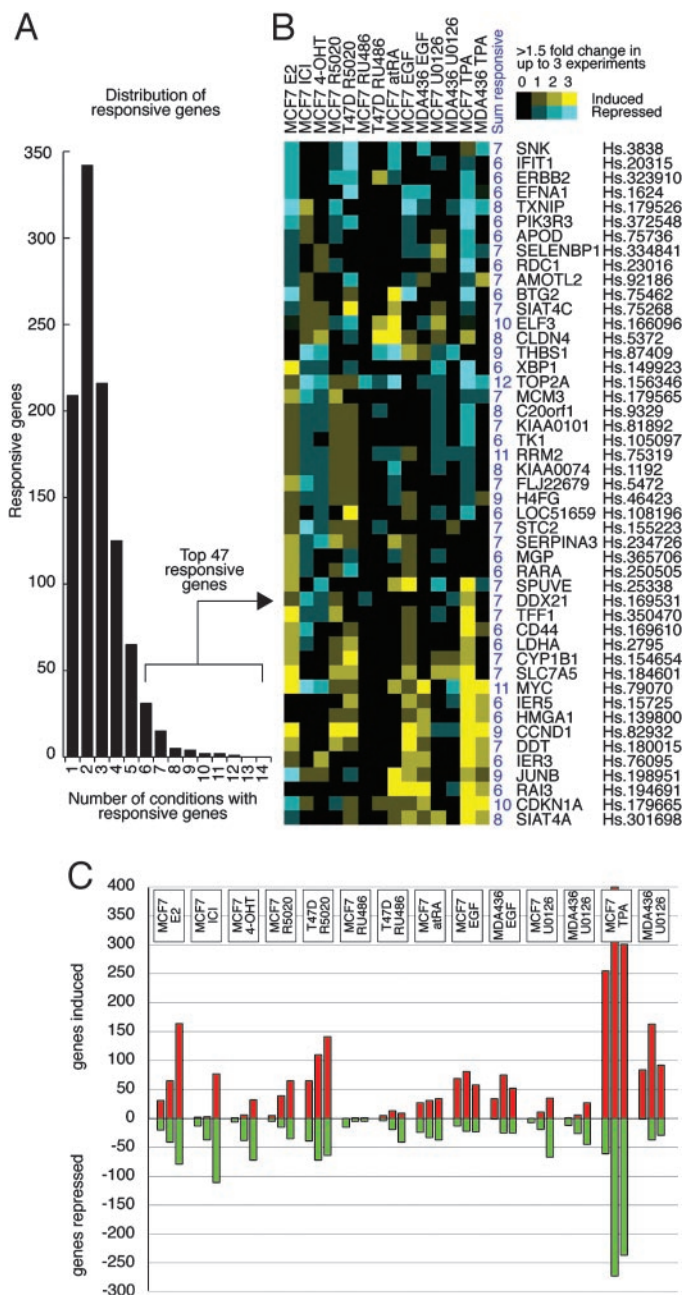 A
B
Distribution of
responsive genes
MCF7 E2
MCF7 ICI
MCF7 4-OHT
MCF7 R5020
T47D R5020
MCF7 RU486
T47D RU486
MCF7 atRA
MCF7 EGF
MDA436 EGF
MCF7 U0126
MDA436 U0126
MCF7 TPA
MDA436 TPA
Sum responsive
>1.5 fold change in
up to 3 experiments
0 1 2 3
Induced
Repressed
350
300
250
200
150
100
50
0
Responsive genes
Top 47
responsive
genes
1 2 3 4 5 6 7 8 9 10 11 12 13 14
Number of conditions with
responsive genes
7 SNK Hs.3838
6 IFIT1 Hs.20315
6 ERBB2 Hs.323910
6 EFNA1 Hs.1624
8 TXNIP Hs.179526
6 PIK3R3 Hs.372548
6 APOD Hs.75736
7 SELENBP1 Hs.334841
6 RDC1 Hs.23016
7 AMOTL2 Hs.92186
6 BTG2 Hs.75462
7 SIAT4C Hs.75268
10 ELF3 Hs.166096
8 CLDN4 Hs.5372
9 THBS1 Hs.87409
6 XBP1 Hs.149923
12 TOP2A Hs.156346
7 MCM3 Hs.179565
8 C20orf1 Hs.9329
7 KIAA0101 Hs.81892
6 TK1 Hs.105097
11 RRM2 Hs.75319
8 KIAA0074 Hs.1192
7 FLJ22679 Hs.5472
9 H4FG Hs.46423
6 LOC51659 Hs.108196
7 STC2 Hs.155223
7 SERPINA3 Hs.234726
6 MGP Hs.365706
6 RARA Hs.250505
7 SPUVE Hs.25338
7 DDX21 Hs.169531
7 TFF1 Hs.350470
6 CD44 Hs.169610
6 LDHA Hs.2795
7 CYP1B1 Hs.154654
7 SLC7A5 Hs.184601
11 MYC Hs.79070
6 IER5 Hs.15725
6 HMGA1 Hs.139800
9 CCND1 Hs.82932
7 DDT Hs.180015
6 IER3 Hs.76095
9 JUNB Hs.198951
6 RAI3 Hs.194691
10 CDKN1A Hs.179665
8 SIAT4A Hs.301698
C
400
350
300
250
200
150
100
50
0
-50
-100
-150
-200
-250
-300
genes induced
genes repressed
MCF7
E2
MCF7
ICI
MCF7
4-OHT
MCF7
R5020
T47D
R5020
MCF7
RU486
T47D
RU486
MCF7
atRA
MCF7
EGF
MDA436
EGF
MCF7
U0126
MDA436
U0126
MCF7
TPA
MDA436
U0126